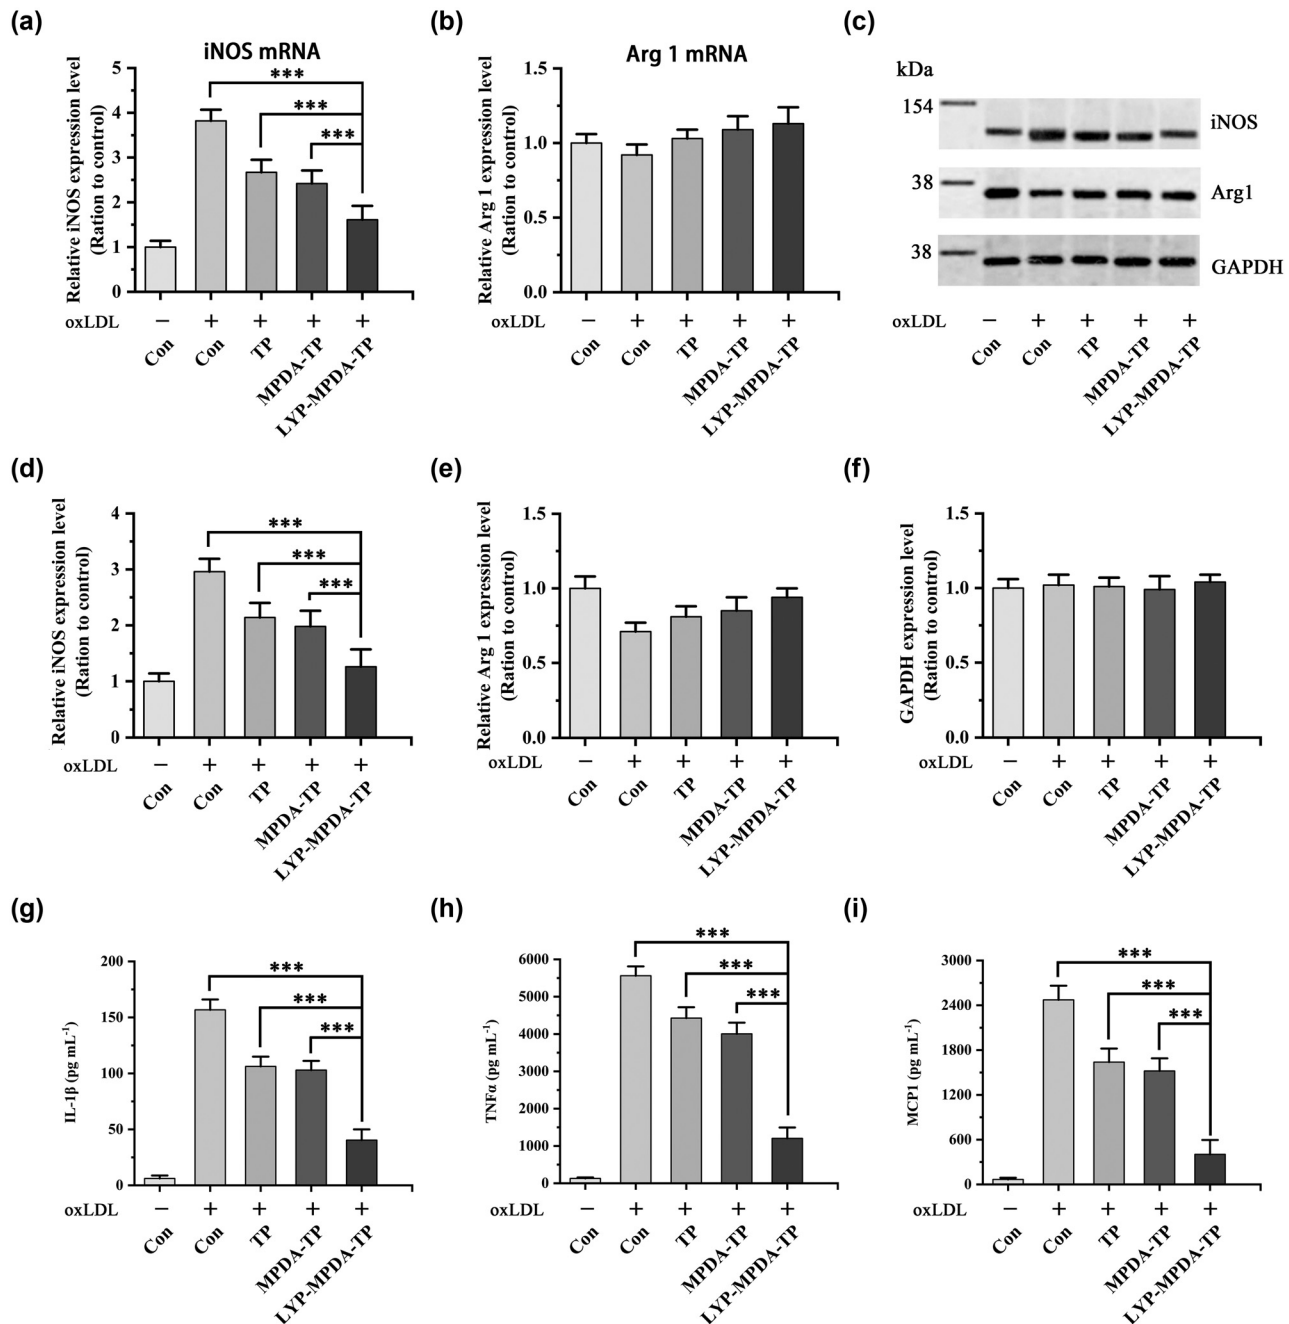 (a)
iNOS mRNA
Relative iNOS expression level
(Ration to control)
5
4
3
2
1
0
***
***
***
oxLDL − + + + +
Con Con TP MPDA-TP LYP-MPDA-TP
(b)
Arg 1 mRNA
Relative Arg 1 expression level
(Ration to control)
1.5
1.0
0.5
0.0
oxLDL − + + + +
Con Con TP MPDA-TP LYP-MPDA-TP
(c)
kDa
154
iNOS
38
Arg1
38
GAPDH
oxLDL − + + + +
Con Con TP MPDA-TP LYP-MPDA-TP
(d)
Relative iNOS expression level
(Ration to control)
4
3
2
1
0
***
***
***
oxLDL − + + + +
Con Con TP MPDA-TP LYP-MPDA-TP
(e)
Relative Arg 1 expression level
(Ration to control)
1.5
1.0
0.5
0.0
oxLDL − + + + +
Con Con TP MPDA-TP LYP-MPDA-TP
(f)
GAPDH expression level
(Ration to control)
1.5
1.0
0.5
0.0
oxLDL − + + + +
Con Con TP MPDA-TP LYP-MPDA-TP
(g)
IL-1β (pg mL⁻¹)
200
150
100
50
0
***
***
***
oxLDL − + + + +
Con Con TP MPDA-TP LYP-MPDA-TP
(h)
TNFα (pg mL⁻¹)
6000
5000
4000
3000
2000
1000
0
***
***
***
oxLDL − + + + +
Con Con TP MPDA-TP LYP-MPDA-TP
(i)
MCP1 (pg mL⁻¹)
3000
2400
1800
1200
600
0
***
***
***
oxLDL − + + + +
Con Con TP MPDA-TP LYP-MPDA-TP